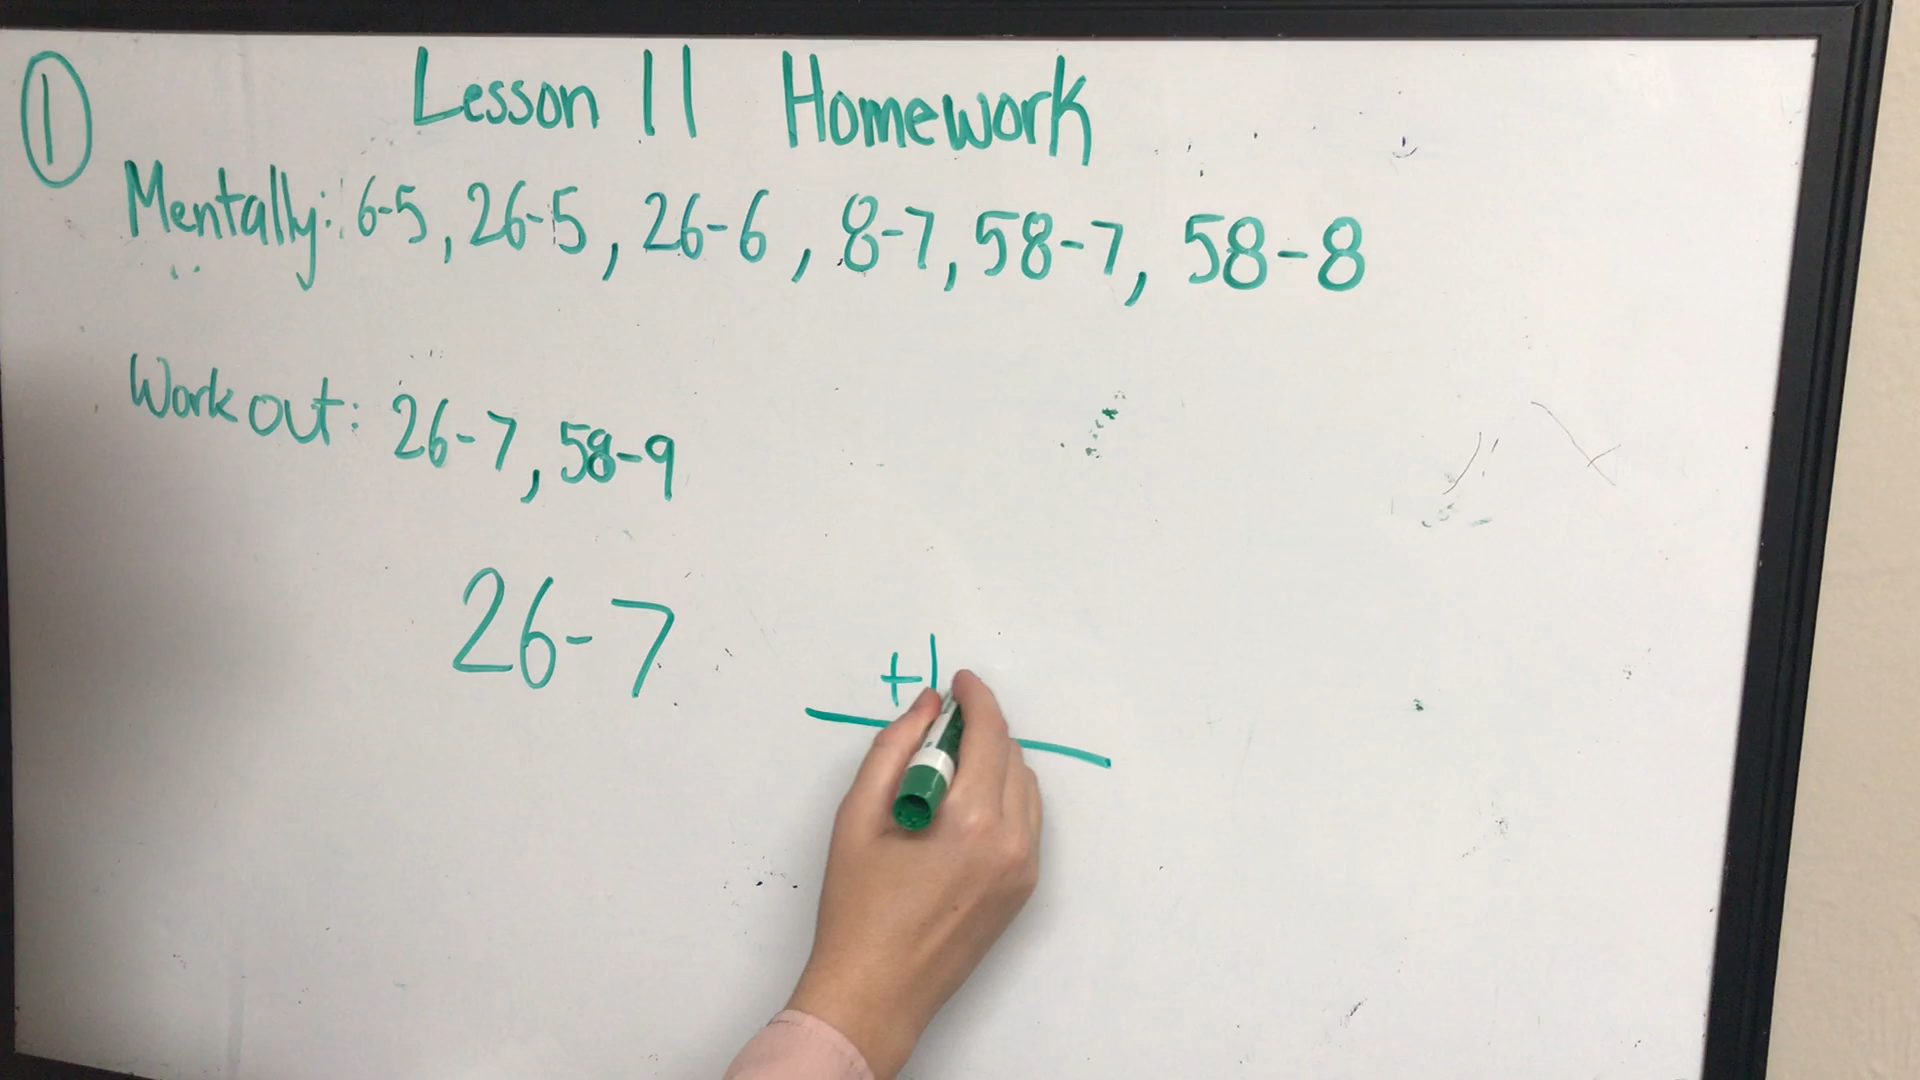 ① Lesson 11 Homework
Mentally: 6-5, 26-5, 26-6, 8-7, 58-7, 58-8
Work out: 26-7, 58-9
26-7
+1